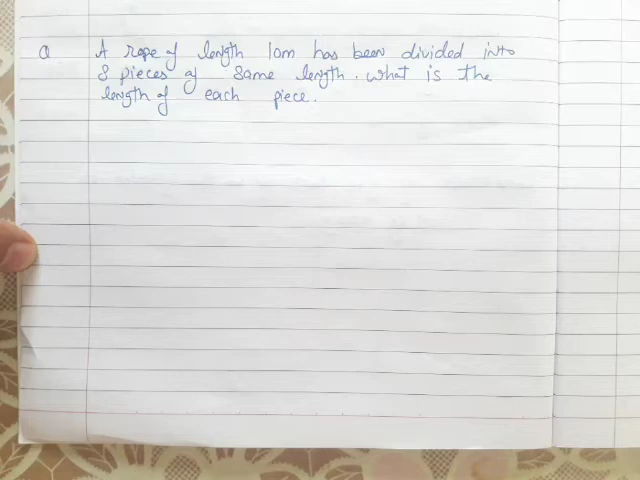 Q A rope of length 10m has been divided into
8 pieces of same length. what is the
length of each piece.